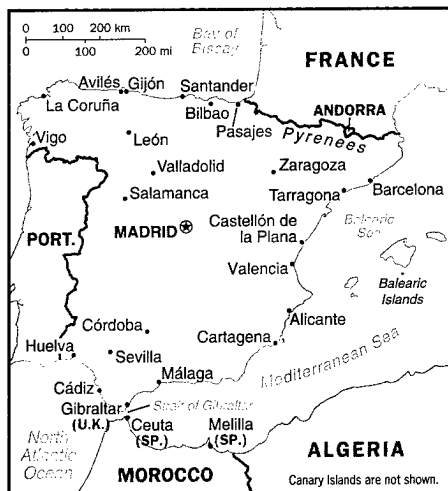 0 100 200 km
0 100 200 mi
Bay of
Biscay
FRANCE
Avilés
Gijón
Santander
La Coruña
Bilbao
ANDORRA
Pasajes
Pyrenees
Vigo
León
Valladolid
Zaragoza
Salamanca
Tarragona
Barcelona
MADRID
Castellón de
la Plana
Balearic
Sea
PORT.
Valencia
Balearic
Islands
Alicante
Córdoba
Cartagena
Huelva
Sevilla
Mediterranean Sea
Málaga
Cádiz
Gibraltar
(U.K.)
Strait of Gibraltar
Ceuta
(SP.)
Melilla
(SP.)
North
Atlantic
Ocean
ALGERIA
MOROCCO
Canary Islands are not shown.